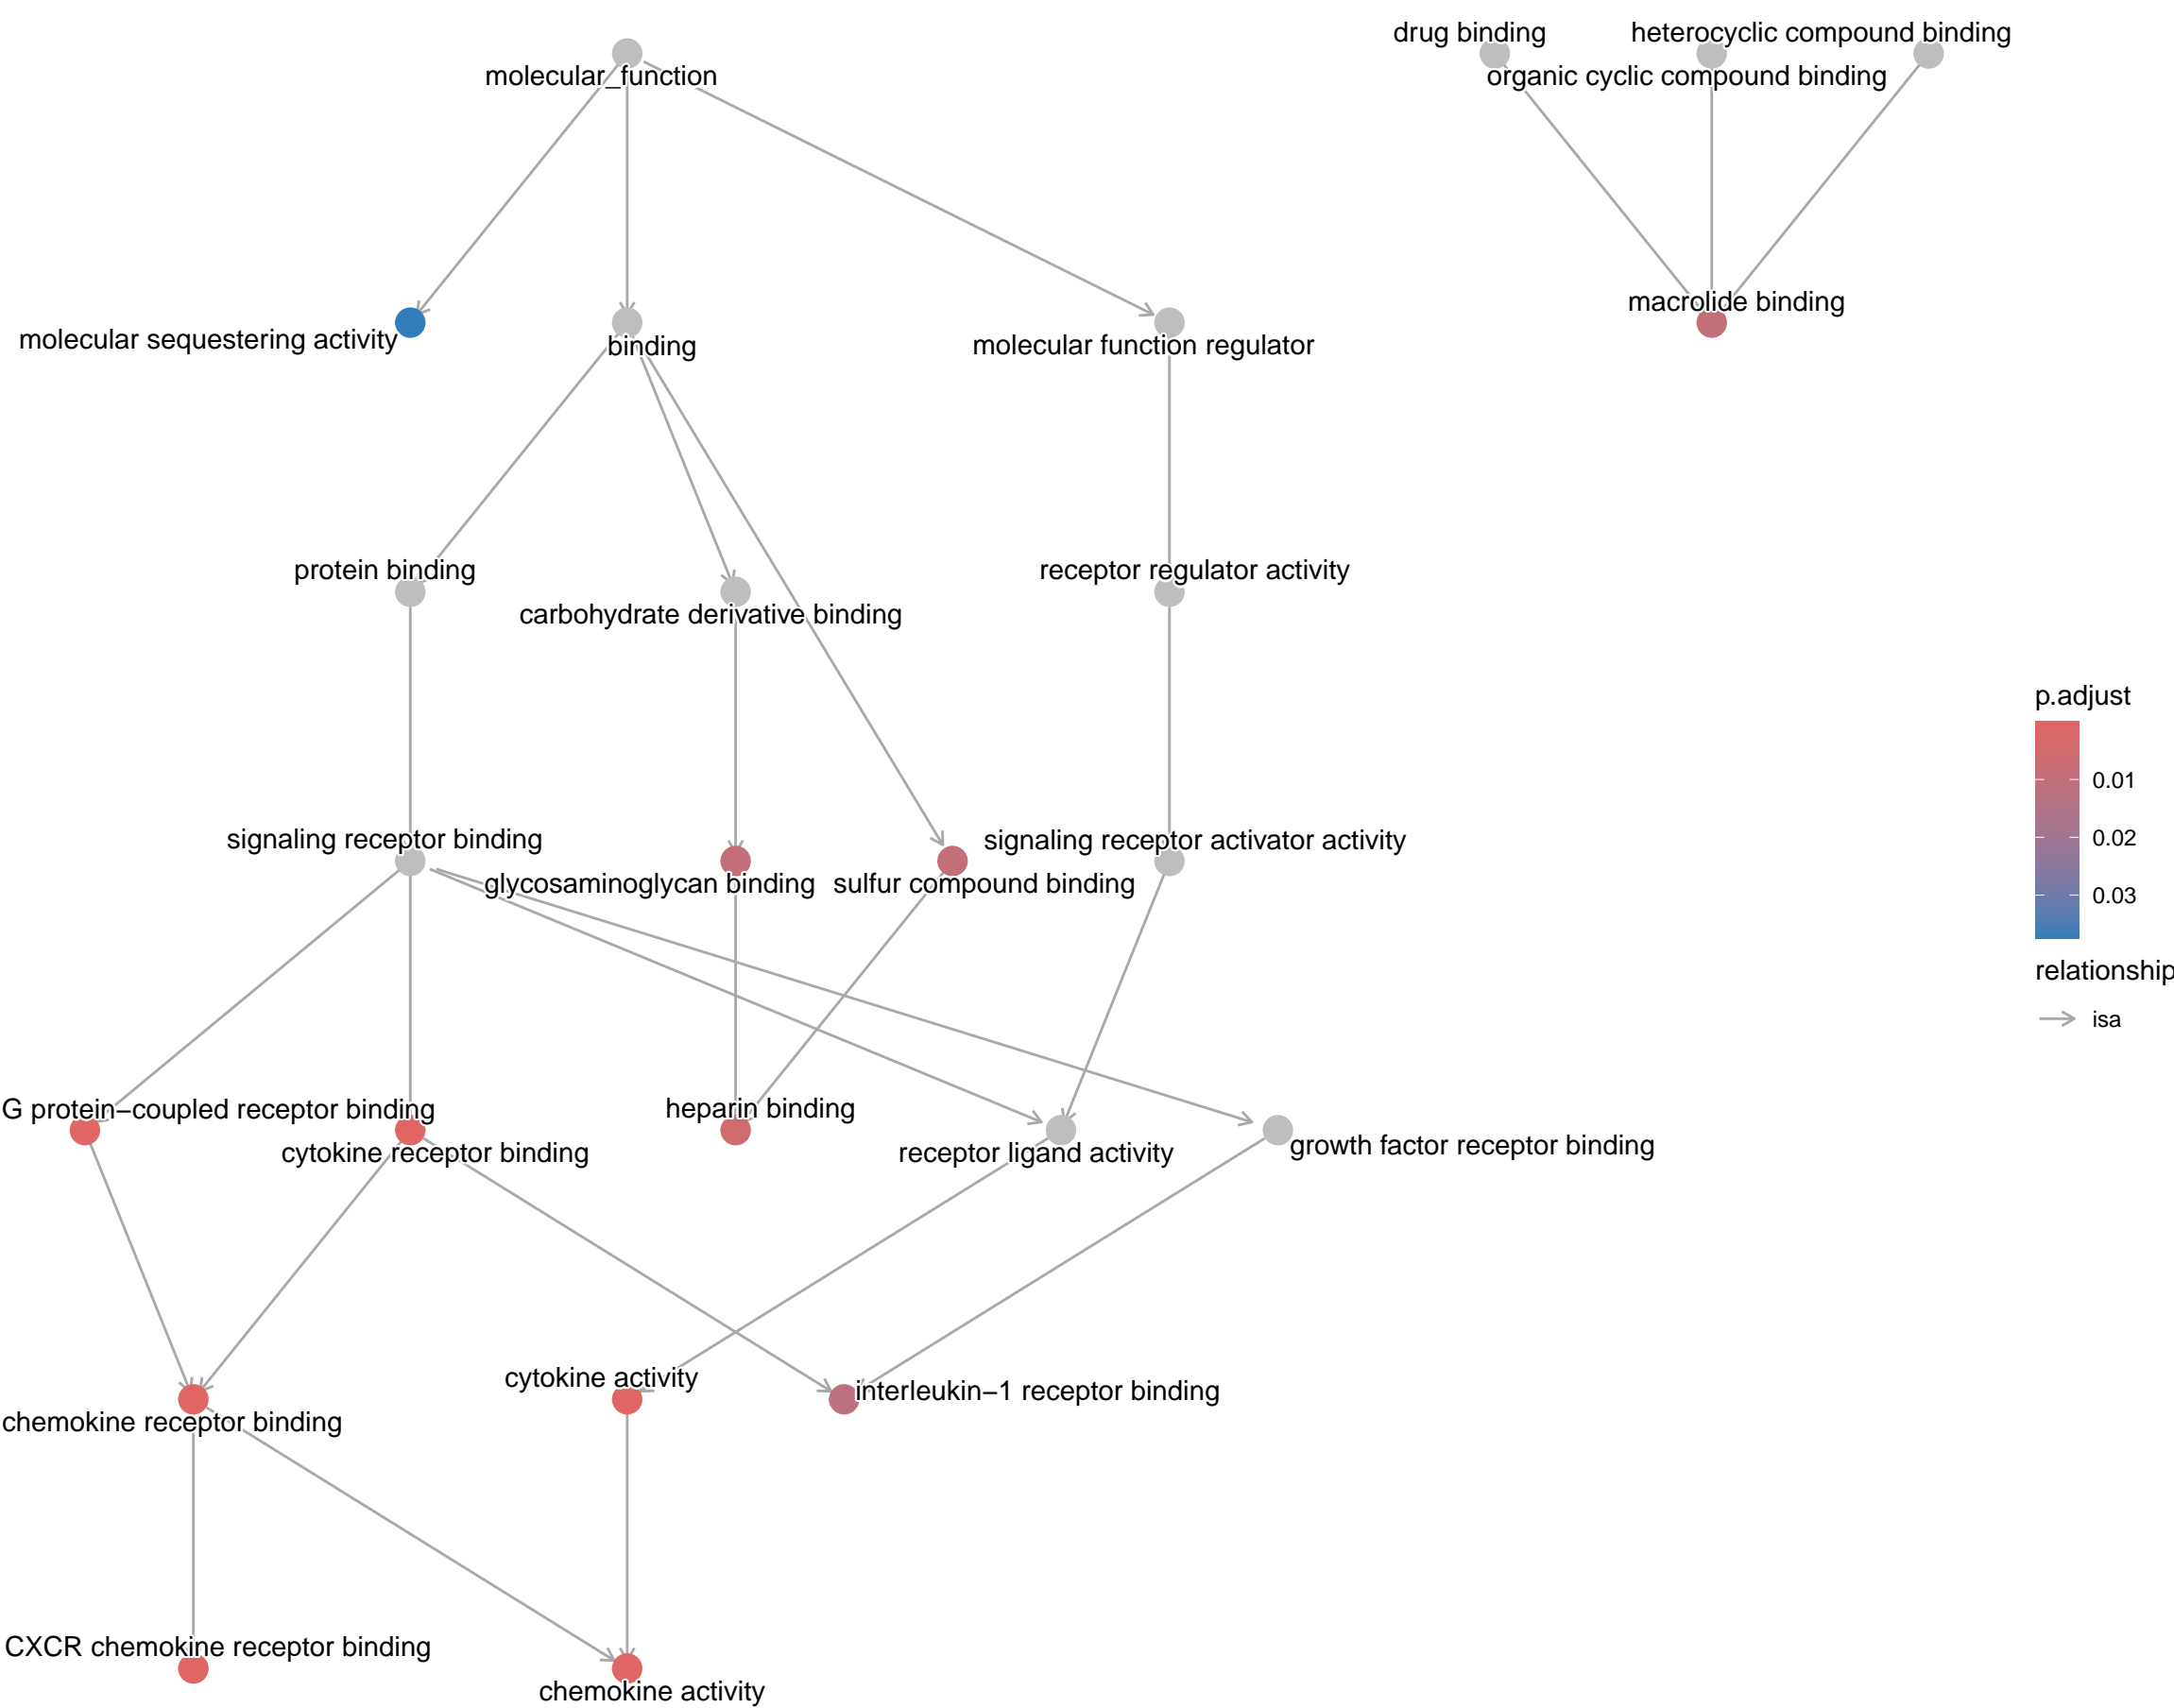 drug binding
heterocyclic compound binding
molecular_function
organic cyclic compound binding
macrolide binding
molecular sequestering activity
binding
molecular function regulator
protein binding
receptor regulator activity
carbohydrate derivative binding
p.adjust
0.01
0.02
0.03
signaling receptor binding
signaling receptor activator activity
glycosaminoglycan binding
sulfur compound binding
relationship
isa
G protein−coupled receptor binding
heparin binding
cytokine receptor binding
receptor ligand activity
growth factor receptor binding
cytokine activity
interleukin−1 receptor binding
chemokine receptor binding
CXCR chemokine receptor binding
chemokine activity